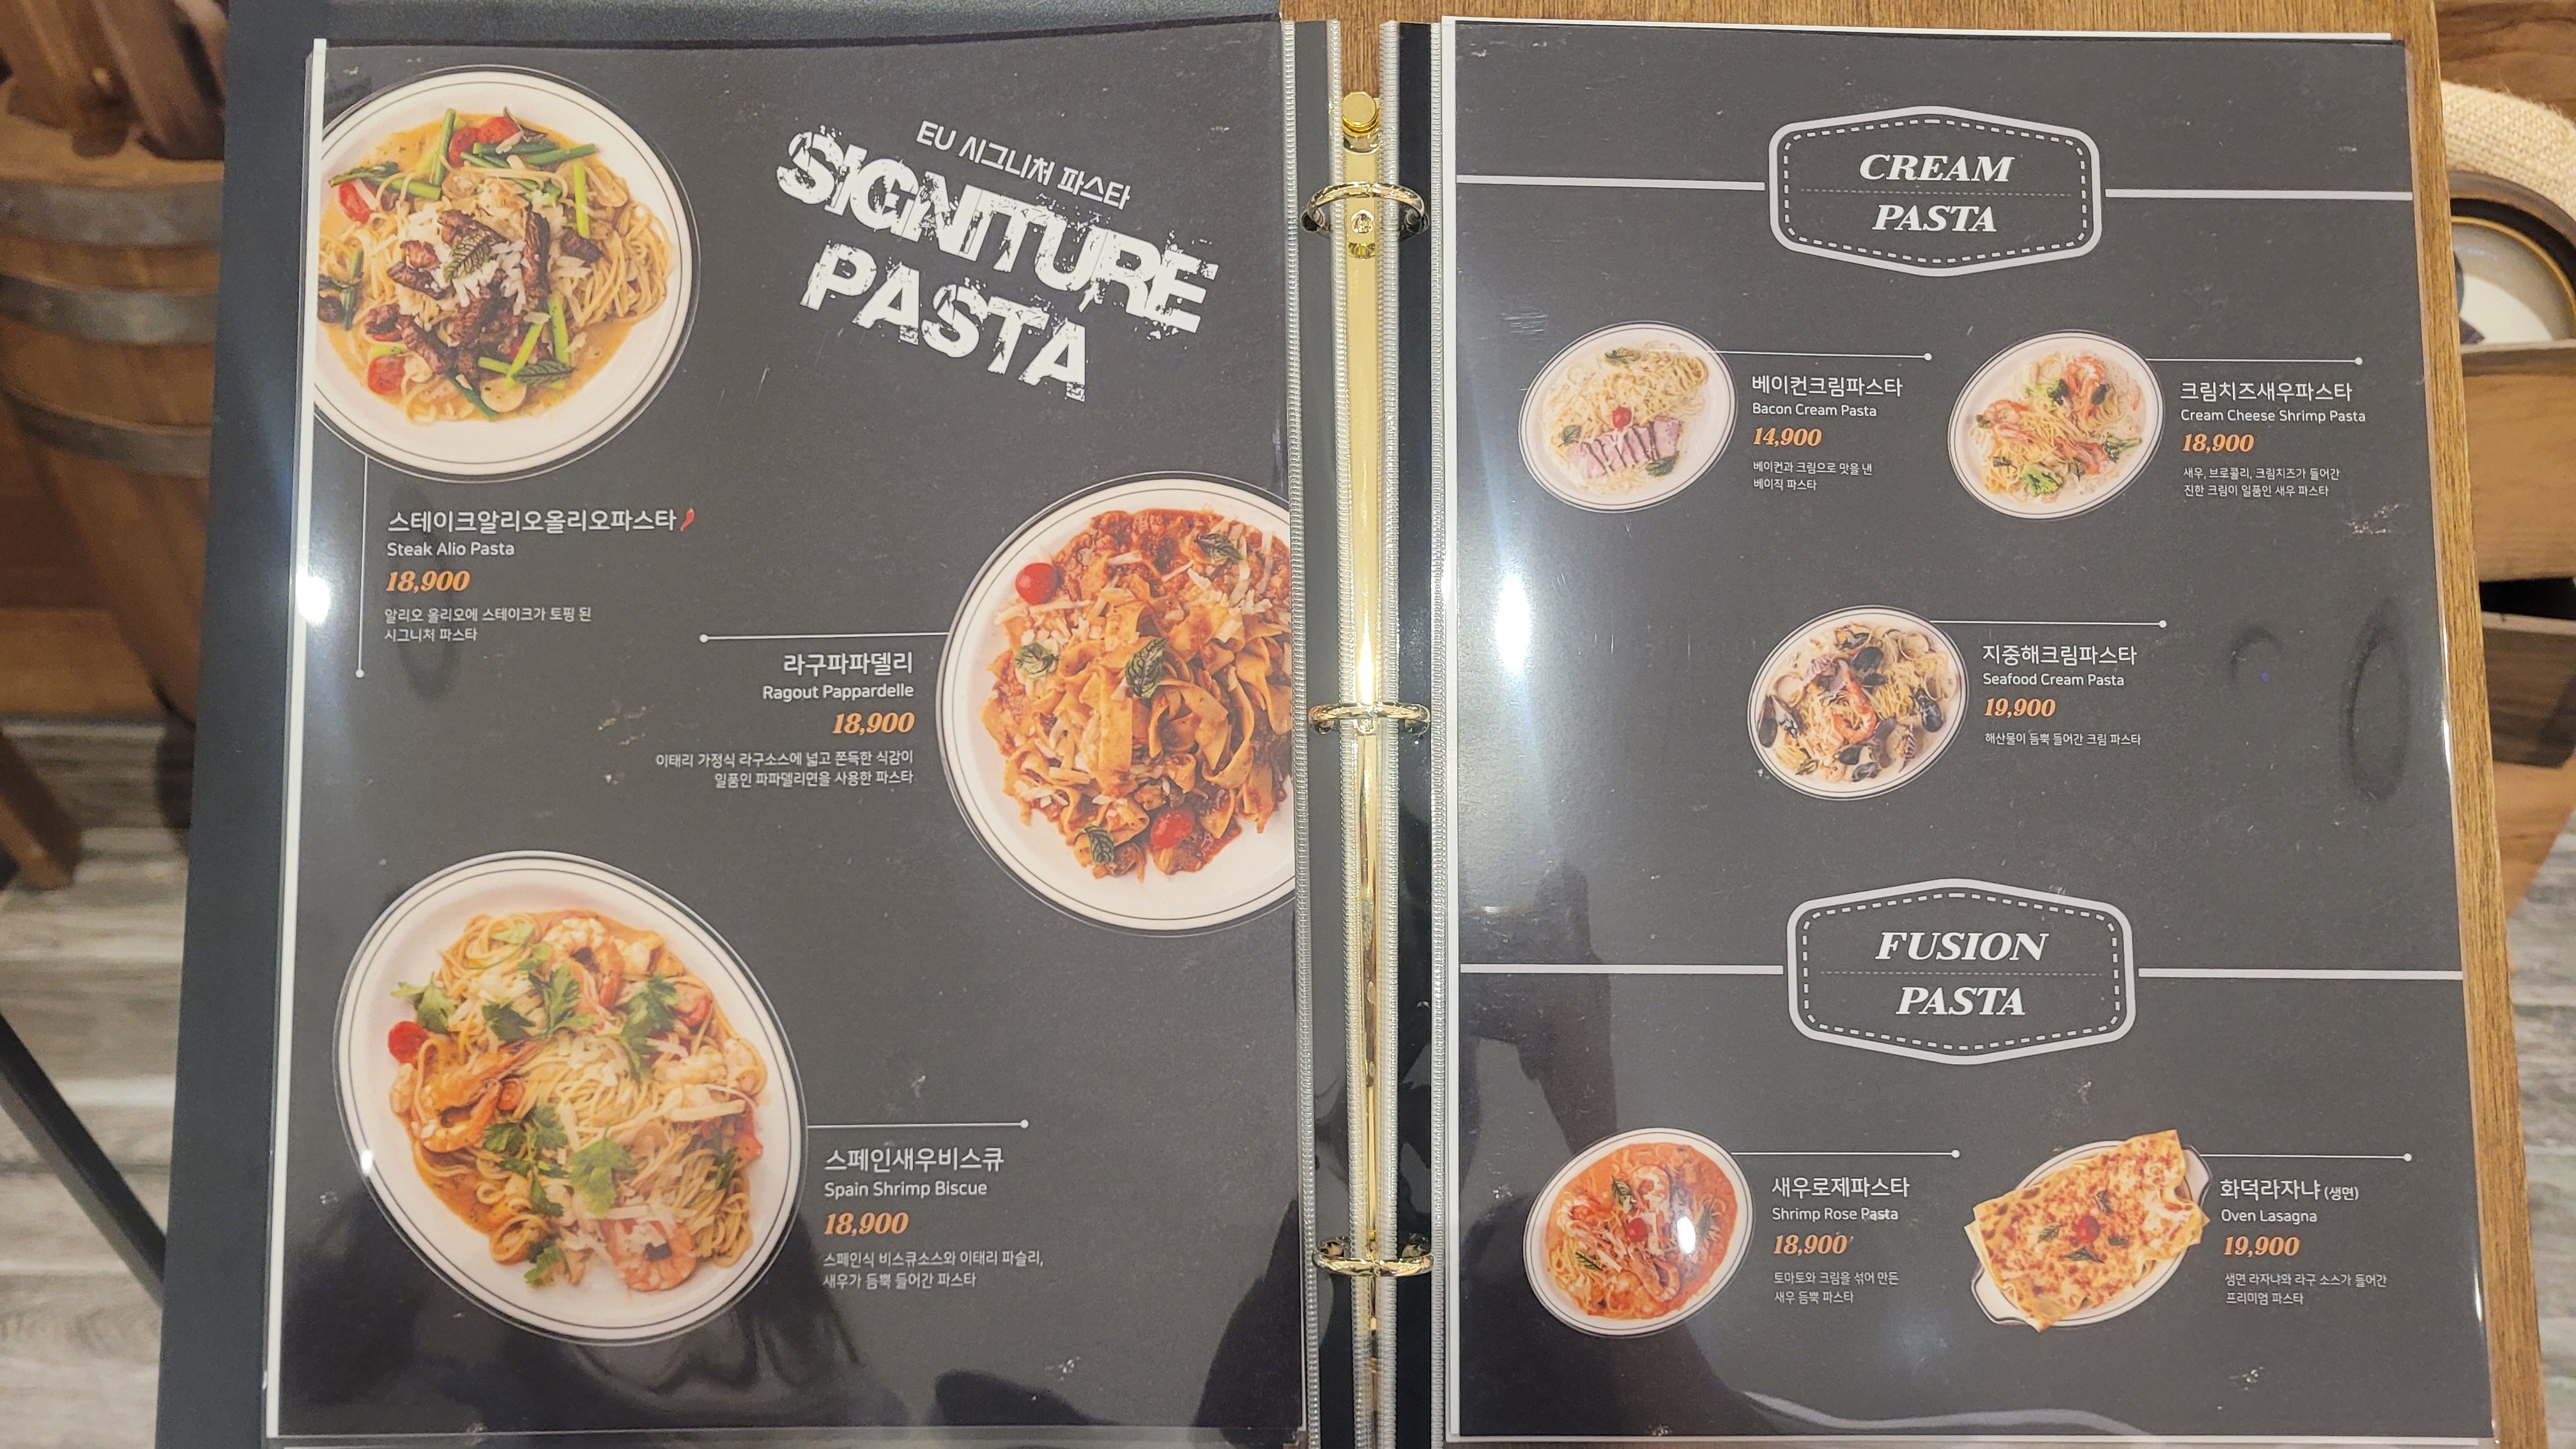 EU 시그니처 파스타
SIGNITURE
PASTA
스테이크알리오올리오파스타
Steak Alio Pasta
18,900
알리오 올리오에 스테이크가 토핑 된
시그니처 파스타
라구파파델리
Ragout Pappardelle
18,900
이태리 가정식 라구소스에 넓고 쫀득한 식감이
일품인 파파델리면을 사용한 파스타
스페인새우비스큐
Spain Shrimp Biscue
18,900
스페인식 비스큐소스와 이태리 파슬리,
새우가 듬뿍 들어간 파스타
CREAM
PASTA
베이컨크림파스타
Bacon Cream Pasta
14,900
베이컨과 크림으로 맛을 낸
베이직 파스타
크림치즈새우파스타
Cream Cheese Shrimp Pasta
18,900
새우, 브로콜리, 크림치즈가 들어간
진한 크림이 일품인 새우 파스타
지중해크림파스타
Seafood Cream Pasta
19,900
해산물이 듬뿍 들어간 크림 파스타
FUSION
PASTA
새우로제파스타
Shrimp Rose Pasta
18,900
토마토와 크림을 섞어 만든
새우 듬뿍 파스타
화덕라자냐 (생면)
Oven Lasagna
19,900
생면 라자냐와 라구 소스가 들어간
프리미엄 파스타